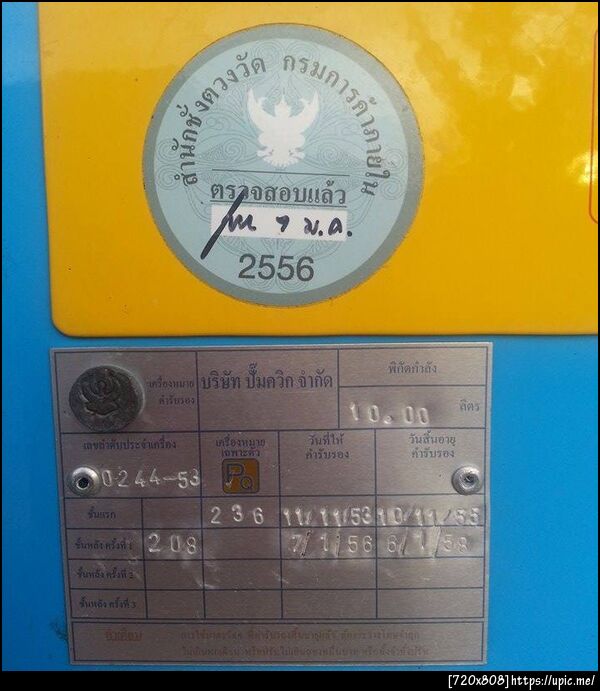 สำนักชั่งตวงวัด กรมการค้าภายใน
ตรวจสอบแล้ว
ม.ค.
2556
เครื่องหมาย คำรับรอง
บริษัท ปั๊มควิก จำกัด
พิกัดกำลัง
10.00 ลิตร
เลขลำดับประจำเครื่อง
0244-53
เครื่องหมาย เฉพาะตัว
PQ
วันที่ให้ คำรับรอง
วันสิ้นอายุ คำรับรอง
ชั้นแรก 236 11/11/53 10/11/55
ชั้นหลัง ครั้งที่ 1 208 7/1/56 6/1/58
ชั้นหลัง ครั้งที่ 2
ชั้นหลัง ครั้งที่ 3
คำเตือน
[720x808]https://upic.me/